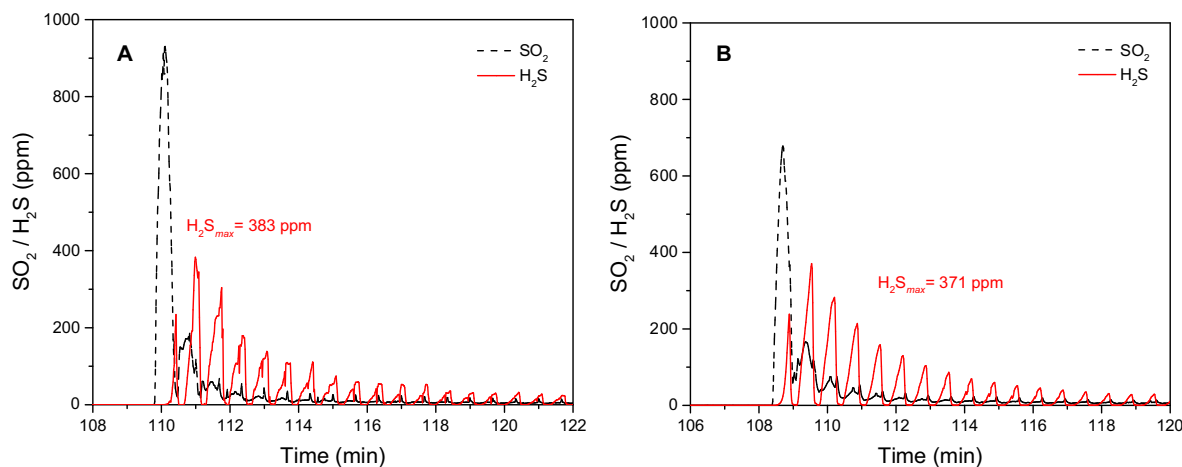 A
SO₂
H₂S
H₂Smax= 383 ppm
SO₂ / H₂S (ppm)
1000
800
600
400
200
0
108 110 112 114 116 118 120 122
Time (min)
B
SO₂
H₂S
H₂Smax= 371 ppm
SO₂ / H₂S (ppm)
1000
800
600
400
200
0
106 108 110 112 114 116 118 120
Time (min)